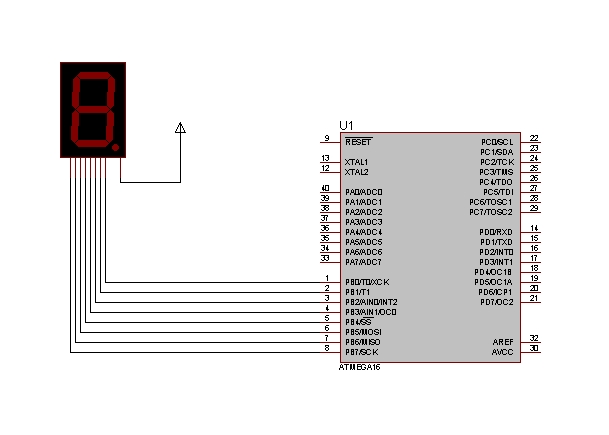 U1
9 RESET
13 XTAL1
12 XTAL2
40 PA0/ADC0
39 PA1/ADC1
38 PA2/ADC2
37 PA3/ADC3
36 PA4/ADC4
35 PA5/ADC5
34 PA6/ADC6
33 PA7/ADC7
1 PB0/T0/XCK
2 PB1/T1
3 PB2/AIN0/INT2
4 PB3/AIN1/OC0
5 PB4/SS
6 PB5/MOSI
7 PB6/MISO
8 PB7/SCK
PC0/SCL 22
PC1/SDA 23
PC2/TCK 24
PC3/TMS 25
PC4/TDO 26
PC5/TDI 27
PC6/TOSC1 28
PC7/TOSC2 29
PD0/RXD 14
PD1/TXD 15
PD2/INT0 16
PD3/INT1 17
PD4/OC1B 18
PD5/OC1A 19
PD6/ICP1 20
PD7/OC2 21
AREF 32
AVCC 30
ATMEGA16